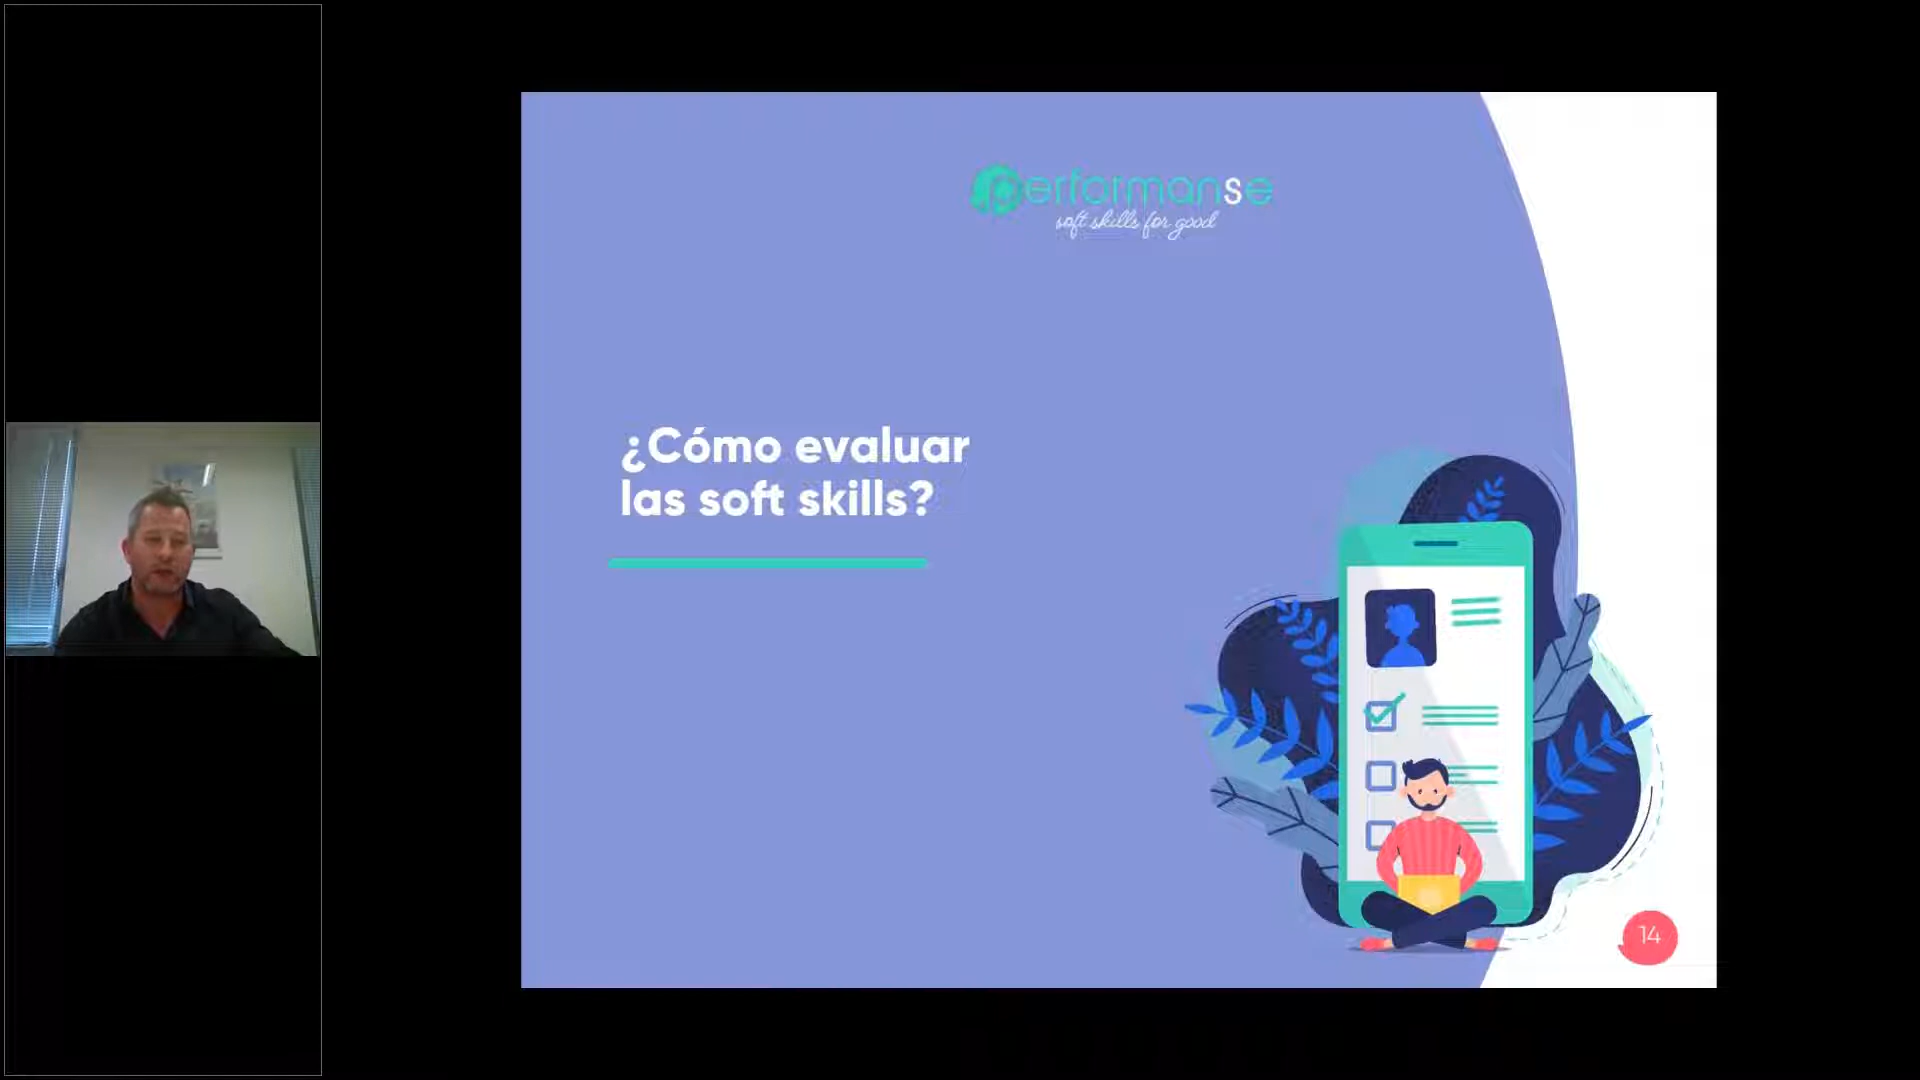 performanse
soft skills for good
¿Cómo evaluar
las soft skills?
14